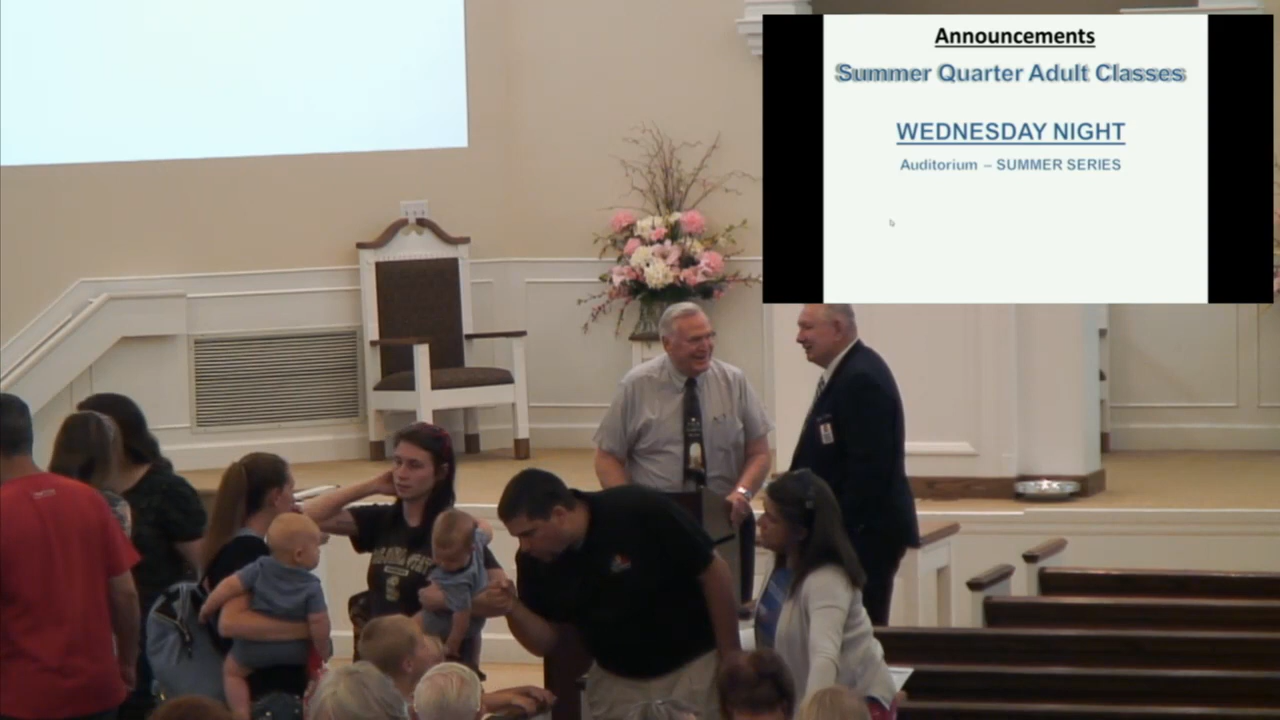 Announcements
Summer Quarter Adult Classes
WEDNESDAY NIGHT
Auditorium – SUMMER SERIES